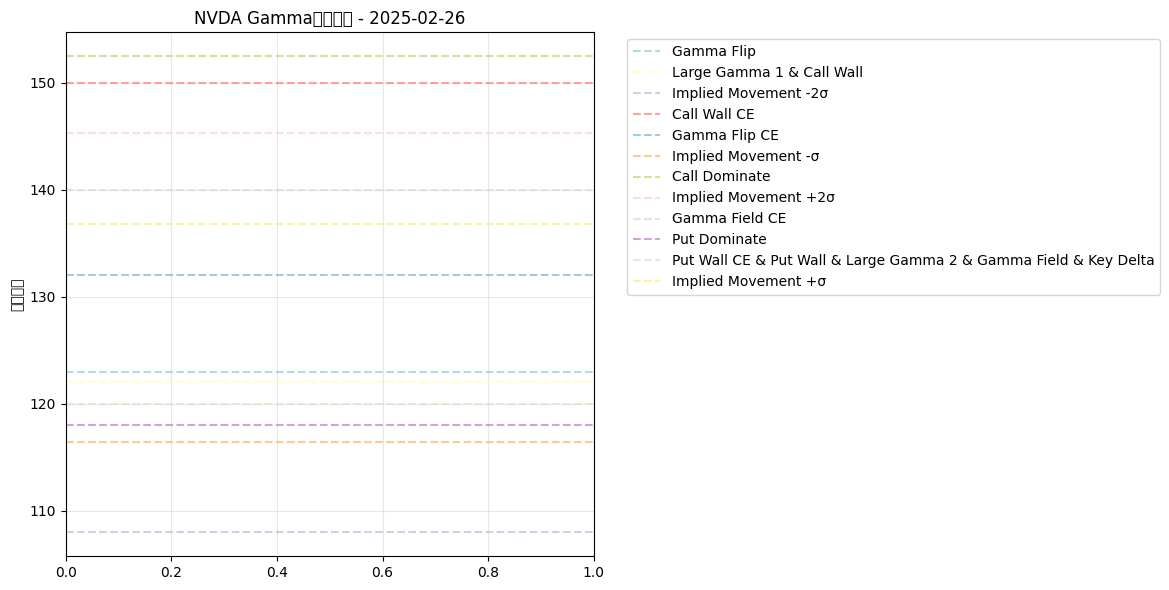 NVDA Gamma - 2025-02-26
150
140
130
120
110
0.0 0.2 0.4 0.6 0.8 1.0
Gamma Flip
Large Gamma 1 & Call Wall
Implied Movement -2σ
Call Wall CE
Gamma Flip CE
Implied Movement -σ
Call Dominate
Implied Movement +2σ
Gamma Field CE
Put Dominate
Put Wall CE & Put Wall & Large Gamma 2 & Gamma Field & Key Delta
Implied Movement +σ